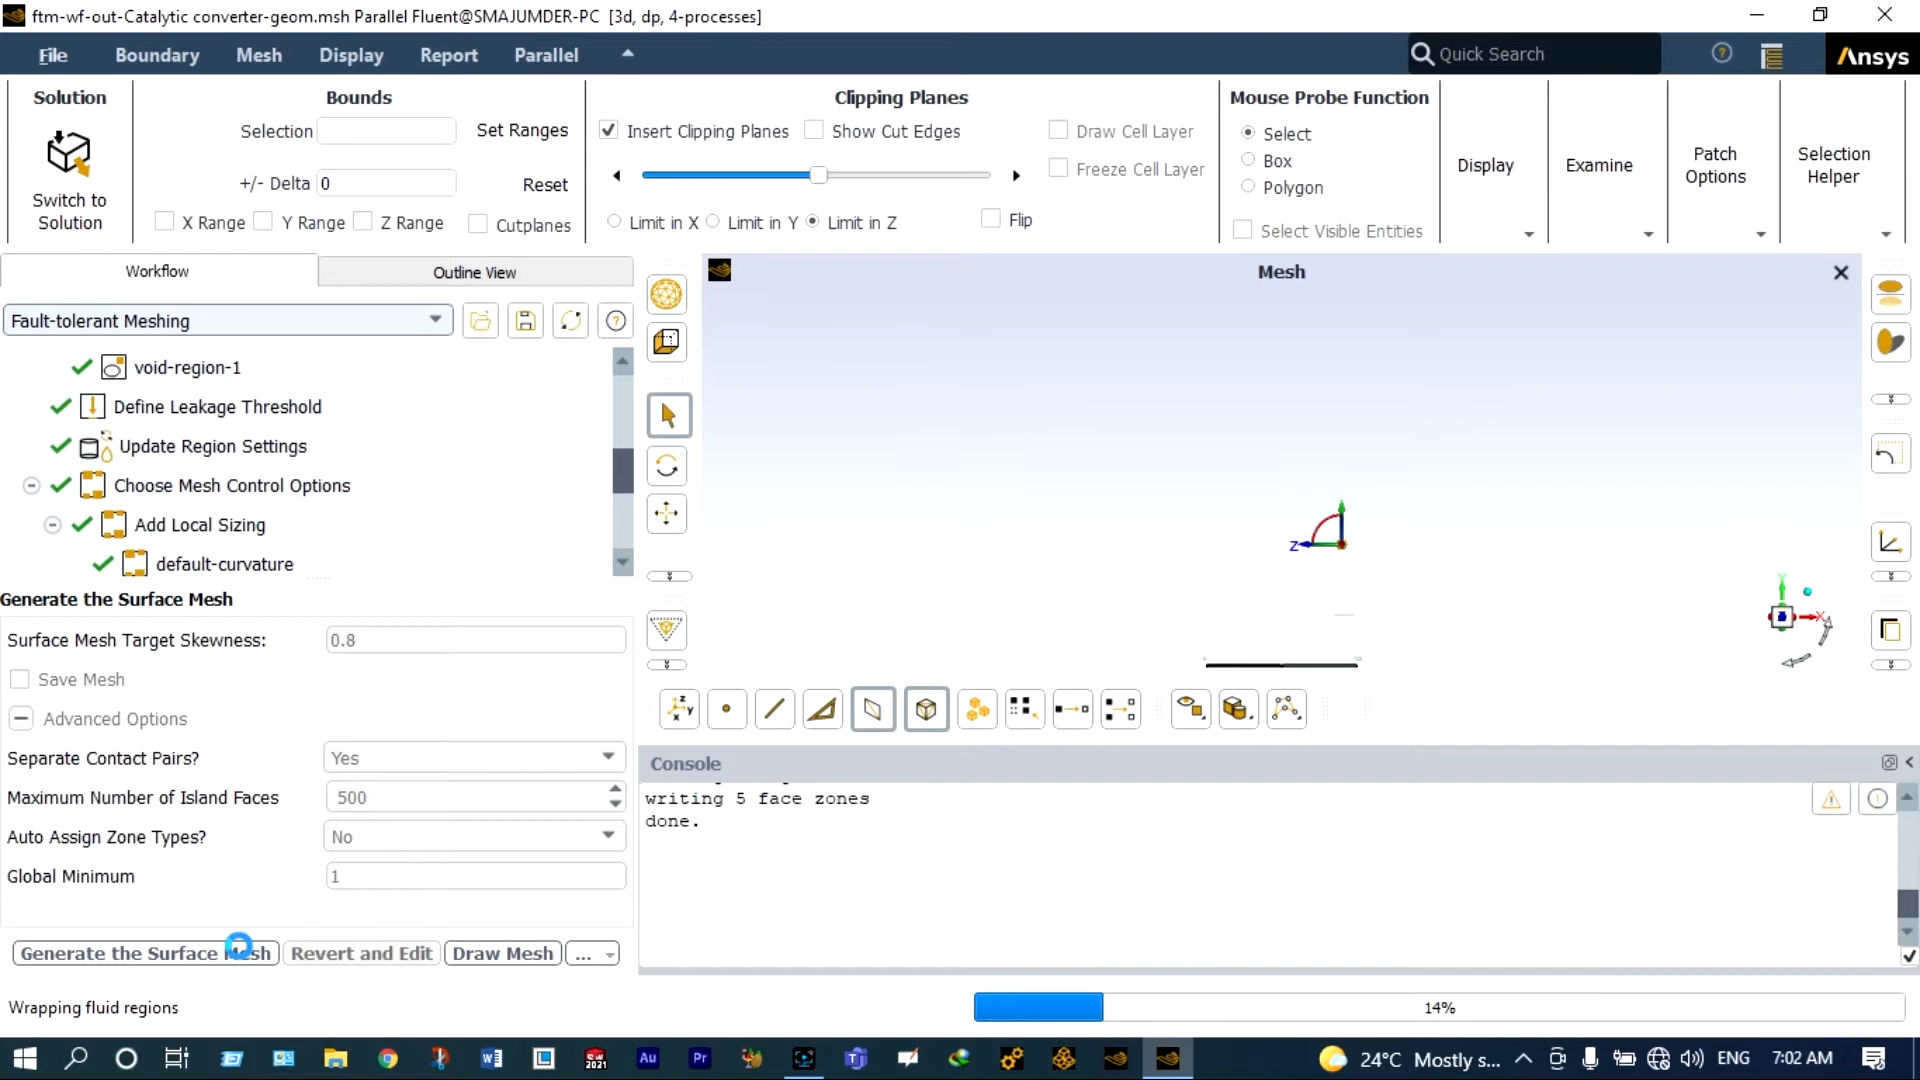 ftm-wf-out-Catalytic converter-geom.msh Parallel Fluent@SMAJUMDER-PC [3d, dp, 4-processes]
File Boundary Mesh Display Report Parallel
Quick Search
Ansys
Solution
Switch to
Solution
Bounds
Selection
Set Ranges
+/- Delta 0
Reset
X Range Y Range Z Range Cutplanes
Clipping Planes
Insert Clipping Planes Show Cut Edges
Draw Cell Layer
Freeze Cell Layer
Limit in X Limit in Y Limit in Z
Flip
Mouse Probe Function
Select
Box
Polygon
Select Visible Entities
Display
Examine
Patch
Options
Selection
Helper
Workflow
Outline View
Fault-tolerant Meshing
void-region-1
Define Leakage Threshold
Update Region Settings
Choose Mesh Control Options
Add Local Sizing
default-curvature
Generate the Surface Mesh
Surface Mesh Target Skewness: 0.8
Save Mesh
Advanced Options
Separate Contact Pairs? Yes
Maximum Number of Island Faces 500
Auto Assign Zone Types? No
Global Minimum 1
Generate the Surface Mesh Revert and Edit Draw Mesh ...
Mesh
Z
Y
X
z
x y
Console
writing 5 face zones
done.
Wrapping fluid regions
14%
SW
2021
Au
Pr
24°C Mostly s...
ENG
7:02 AM